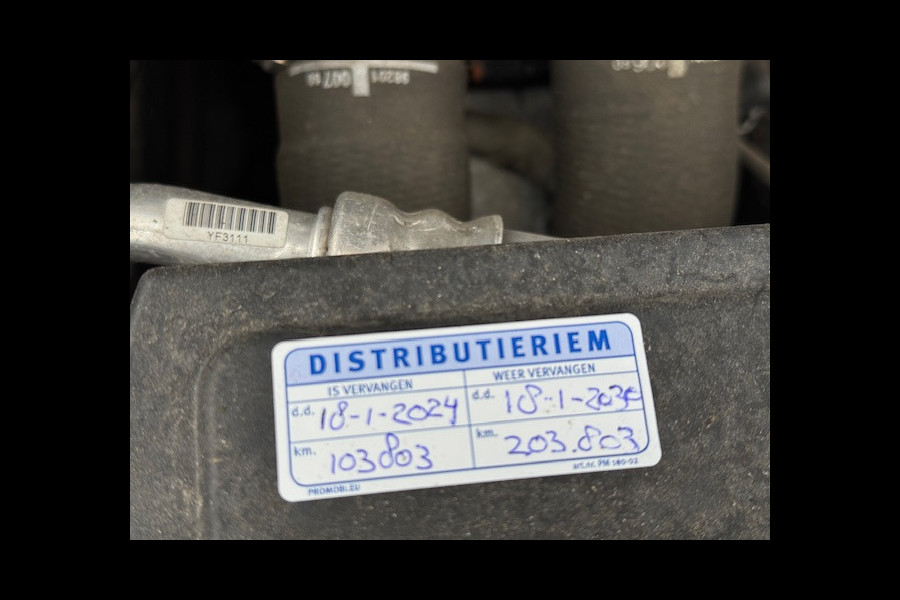 YF3111
DISTRIBUTIERIEM
IS VERVANGEN
WEER VERVANGEN
d.d. 18-1-2024
d.d. 18-1-2030
km. 103803
km. 203.803
PROMOBI.EU
art.nr. PM 180-02